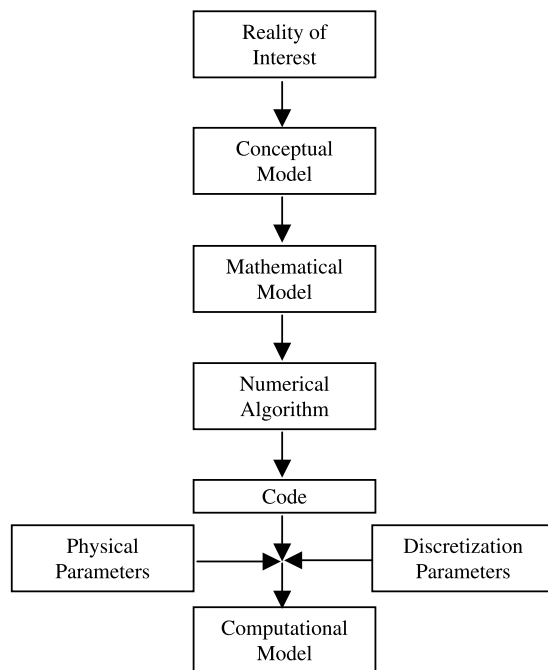 Reality of
Interest
Conceptual
Model
Mathematical
Model
Numerical
Algorithm
Code
Physical
Parameters
Discretization
Parameters
Computational
Model